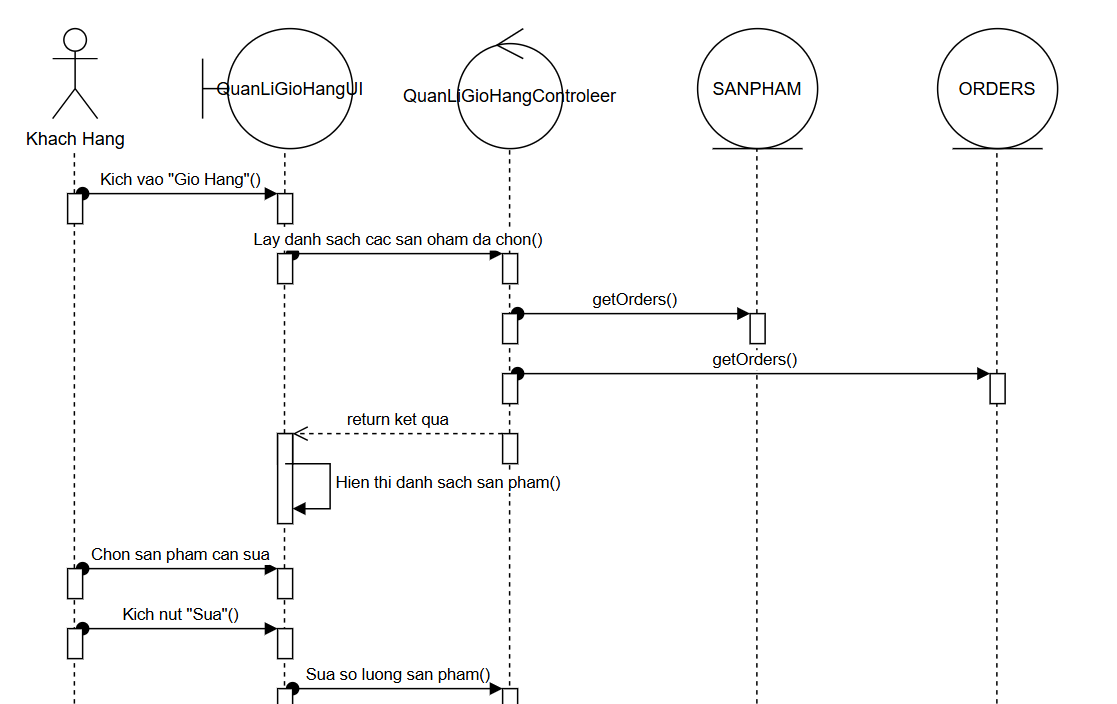 QuanLiGioHangUI
QuanLiGioHangControleer
SANPHAM
ORDERS
Khach Hang
Kich vao "Gio Hang"()
Lay danh sach cac san oham da chon()
getOrders()
getOrders()
return ket qua
Hien thi danh sach san pham()
Chon san pham can sua
Kich nut "Sua"()
Sua so luong san pham()